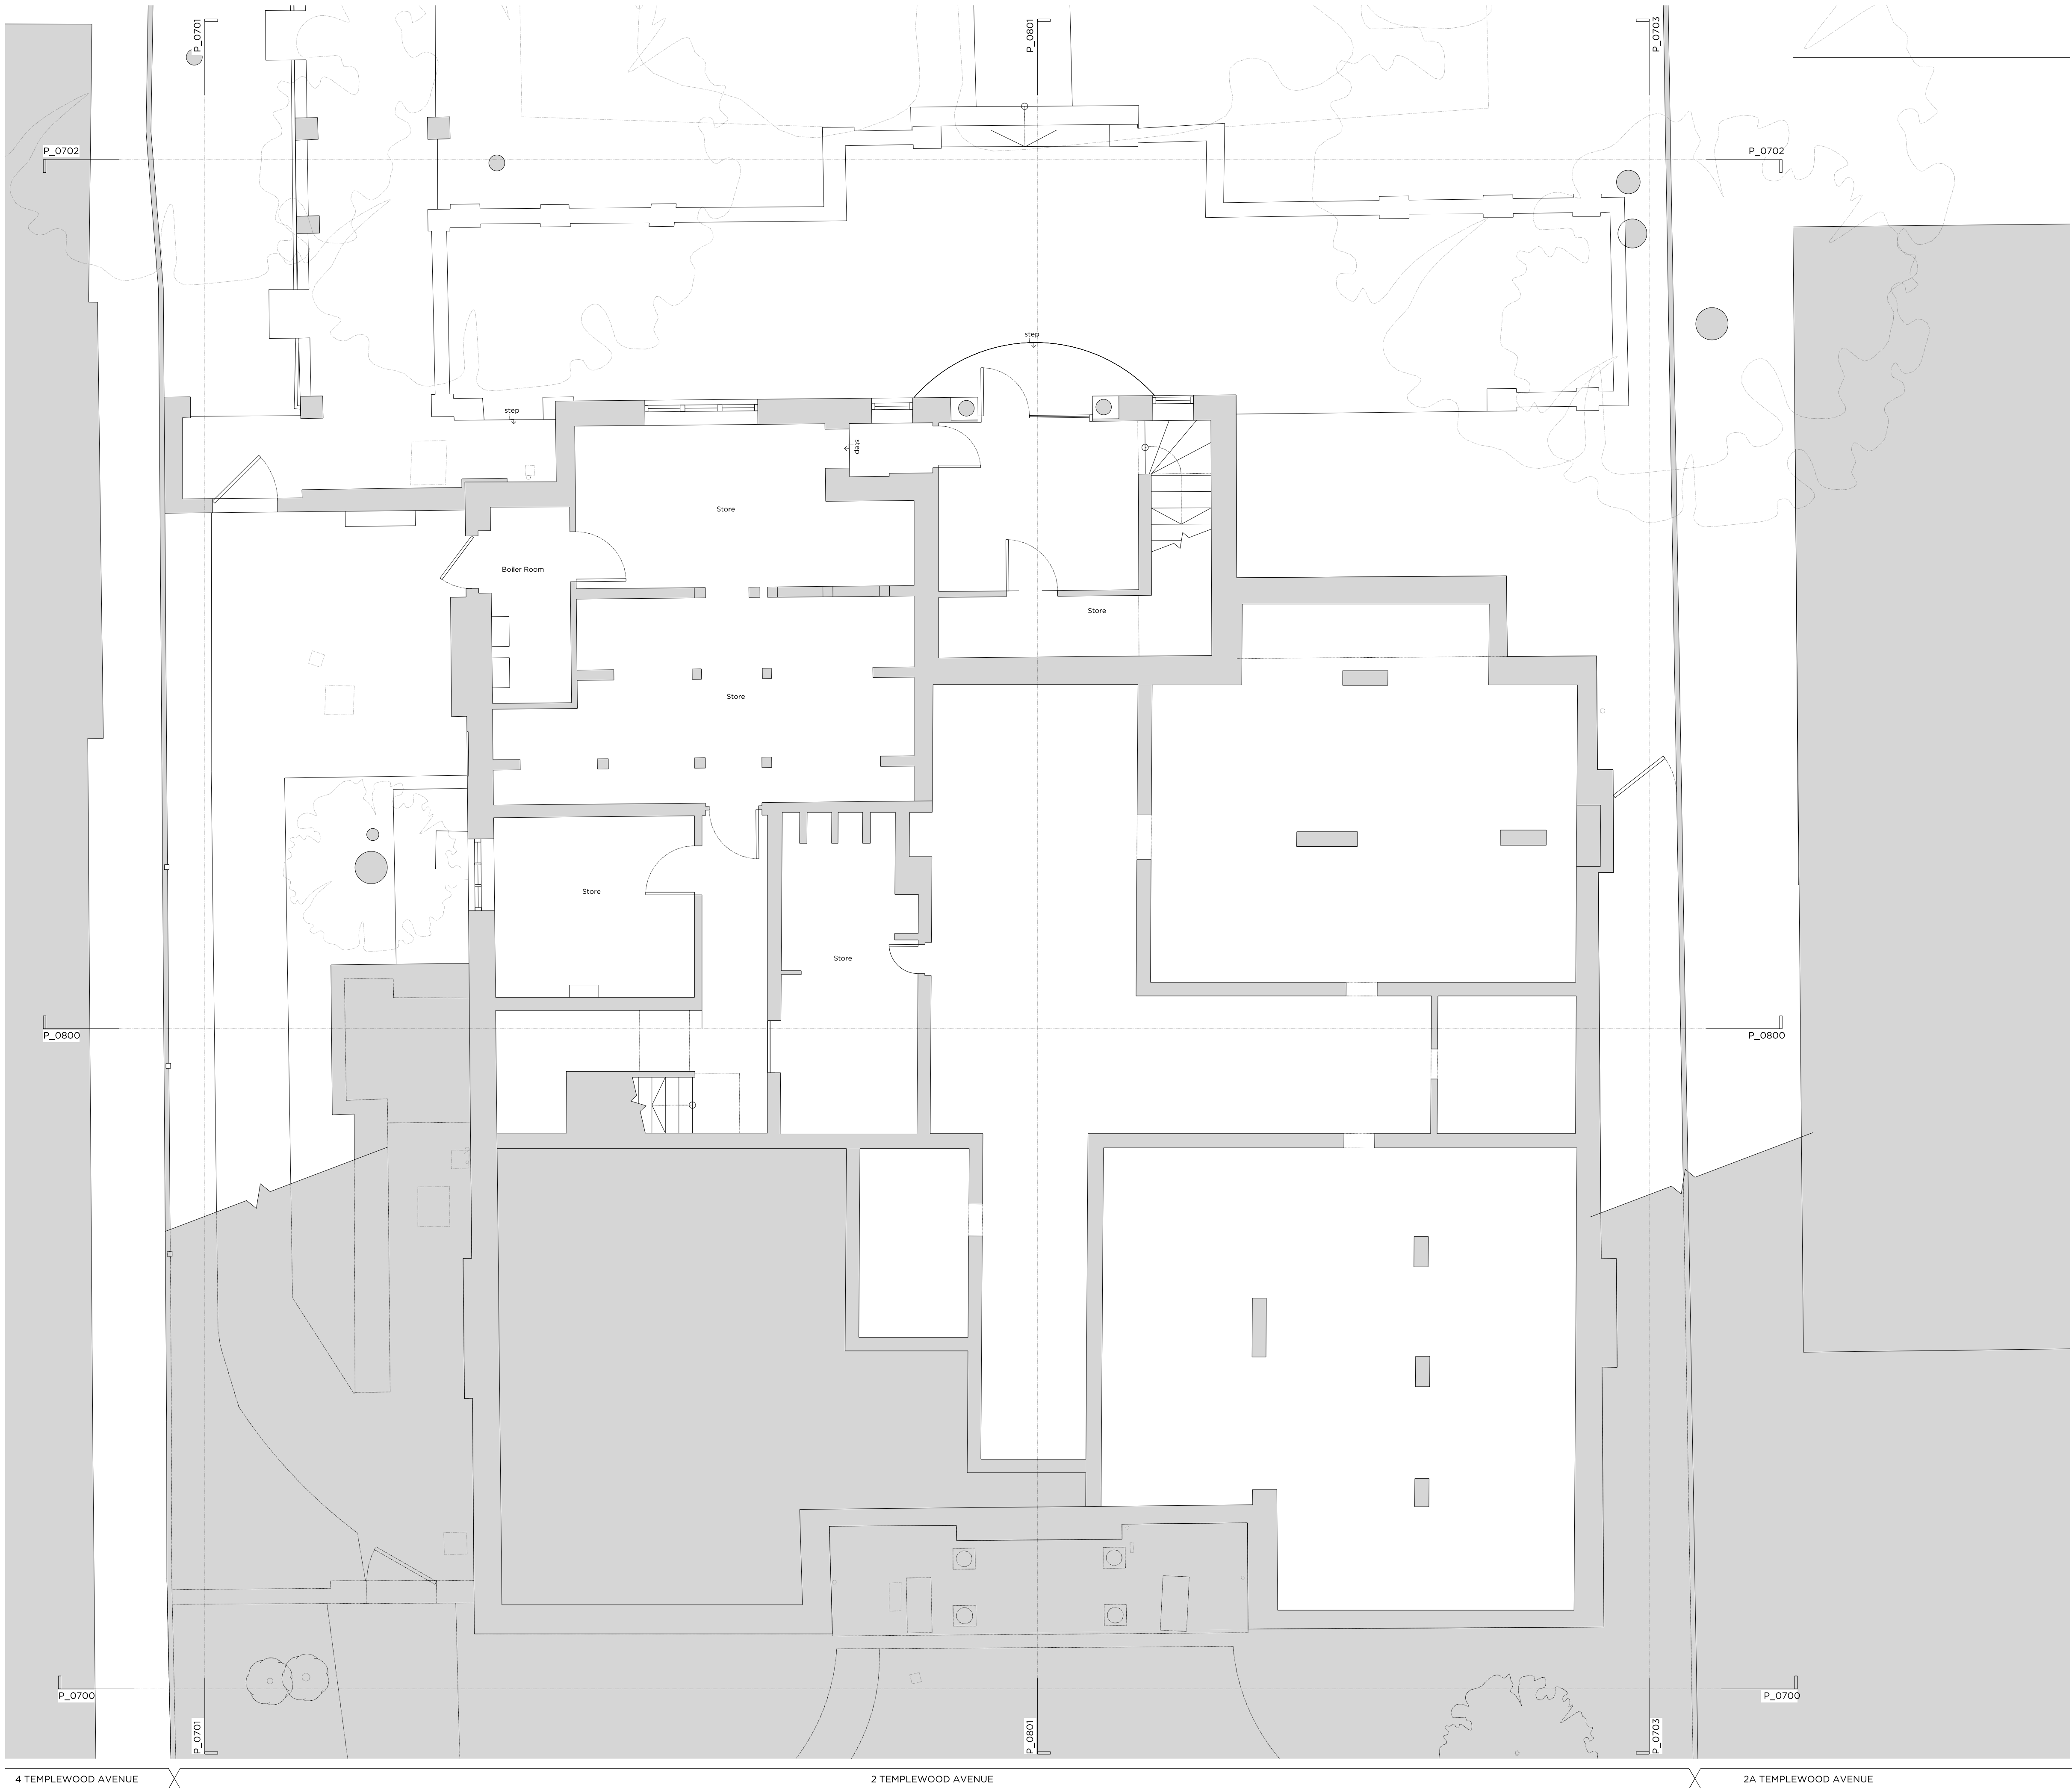 P_0701
P_0801
P_0703
P_0702
P_0702
step
step
step
Store
Boiler Room
Store
Store
Store
Store
P_0800
P_0800
P_0700
P_0700
P_0701
P_0801
P_0703
4 TEMPLEWOOD AVENUE
2 TEMPLEWOOD AVENUE
2A TEMPLEWOOD AVENUE